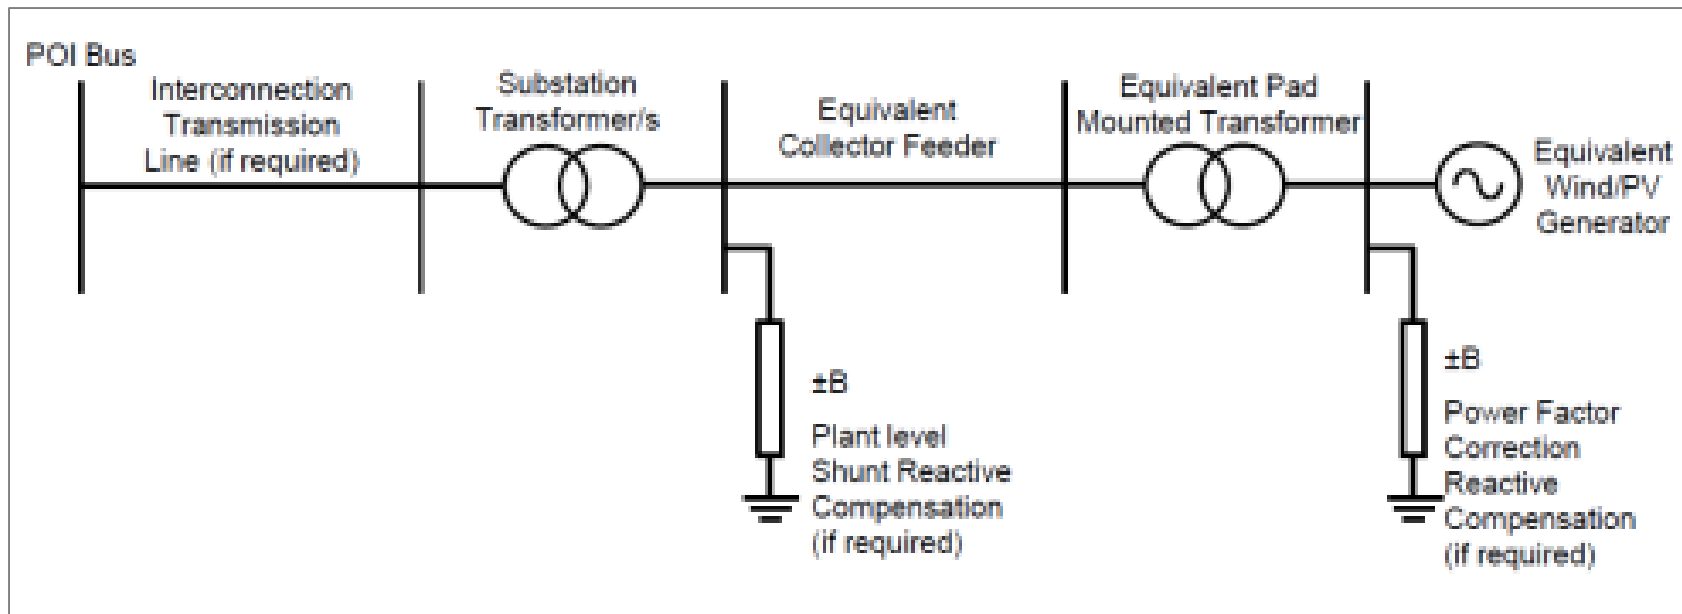 POI Bus
Interconnection
Transmission
Line (if required)
Substation
Transformer/s
Equivalent
Collector Feeder
Equivalent Pad
Mounted Transformer
Equivalent
Wind/PV
Generator
±B
Plant level
Shunt Reactive
Compensation
(if required)
±B
Power Factor
Correction
Reactive
Compensation
(if required)